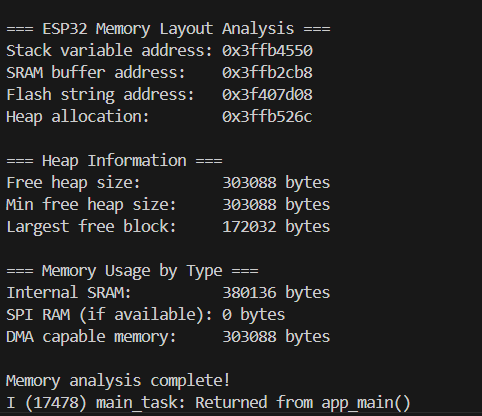 === ESP32 Memory Layout Analysis ===
Stack variable address: 0x3ffb4550
SRAM buffer address:    0x3ffb2cb8
Flash string address:   0x3f407d08
Heap allocation:        0x3ffb526c

=== Heap Information ===
Free heap size:         303088 bytes
Min free heap size:     303088 bytes
Largest free block:     172032 bytes

=== Memory Usage by Type ===
Internal SRAM:          380136 bytes
SPI RAM (if available): 0 bytes
DMA capable memory:     303088 bytes

Memory analysis complete!
I (17478) main_task: Returned from app_main()